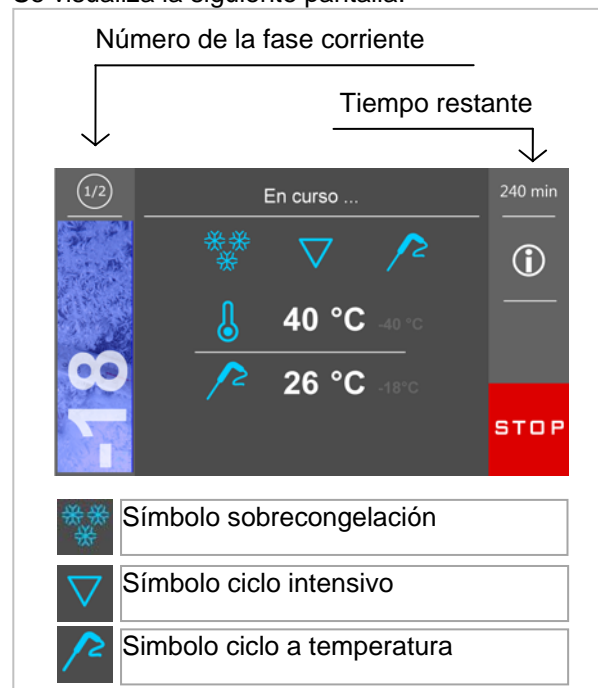 Se visualiza la siguiente pantalla:
Número de la fase corriente
Tiempo restante
1/2
En curso ...
240 min
40 °C -40 °C
26 °C -18°C
-18
STOP
Símbolo sobrecongelación
Símbolo ciclo intensivo
Simbolo ciclo a temperatura